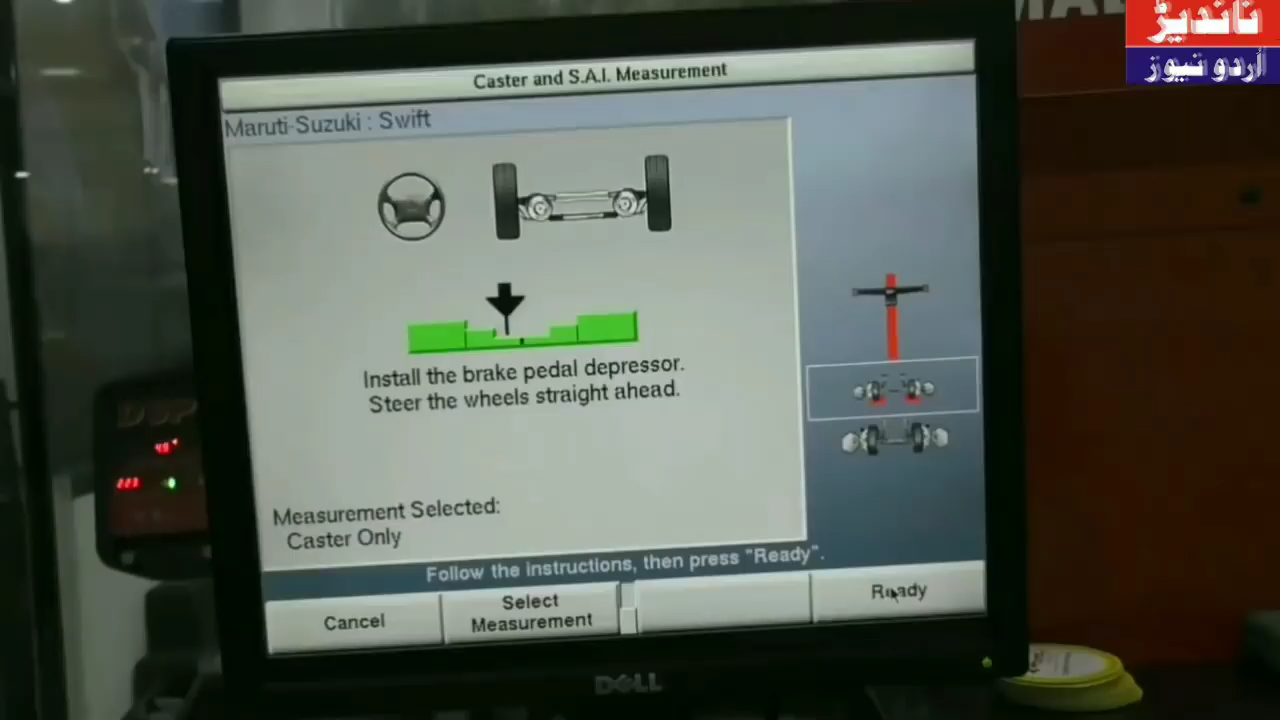 ناندیڑ
اُردو نیوز
Caster and S.A.I. Measurement
Maruti-Suzuki : Swift
Install the brake pedal depressor.
Steer the wheels straight ahead.
Measurement Selected:
Caster Only
Follow the instructions, then press "Ready".
Cancel
Select
Measurement
Ready
DELL